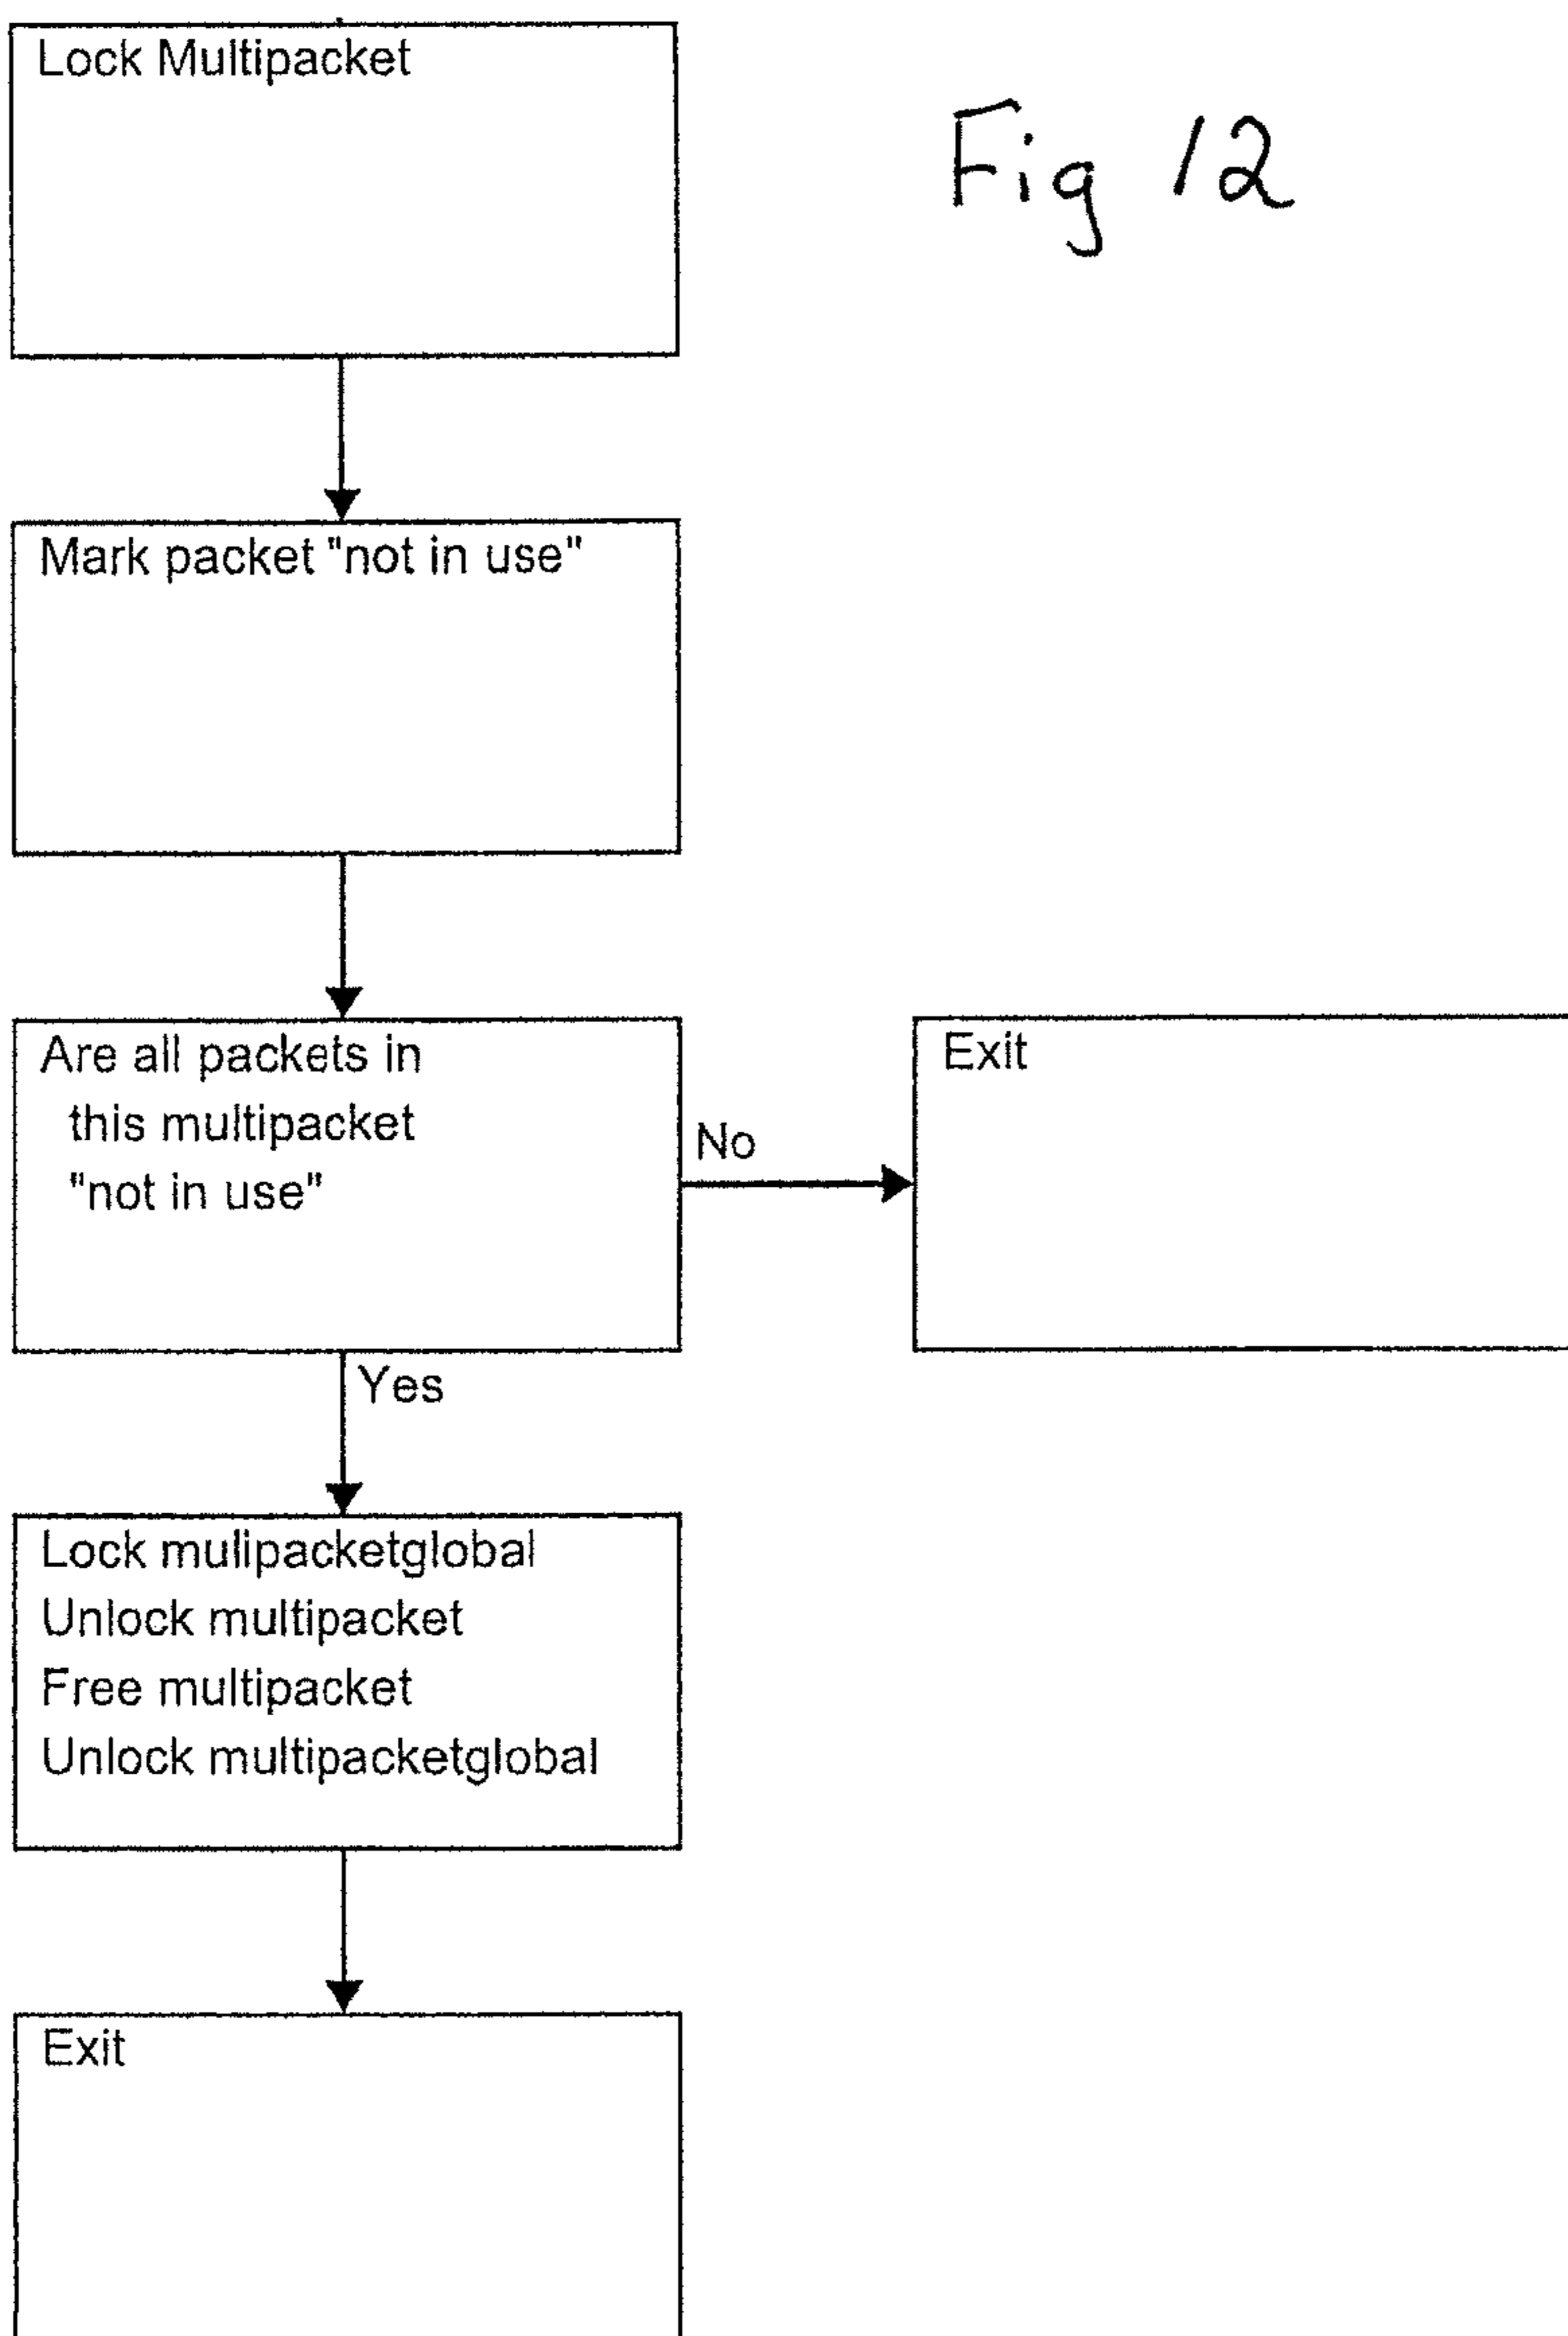 Lock Multipacket
Fig 12
Mark packet "not in use"
Are all packets in
this multipacket
"not in use"
No
Exit
Yes
Lock mulipacketglobal
Unlock multipacket
Free multipacket
Unlock multipacketglobal
Exit